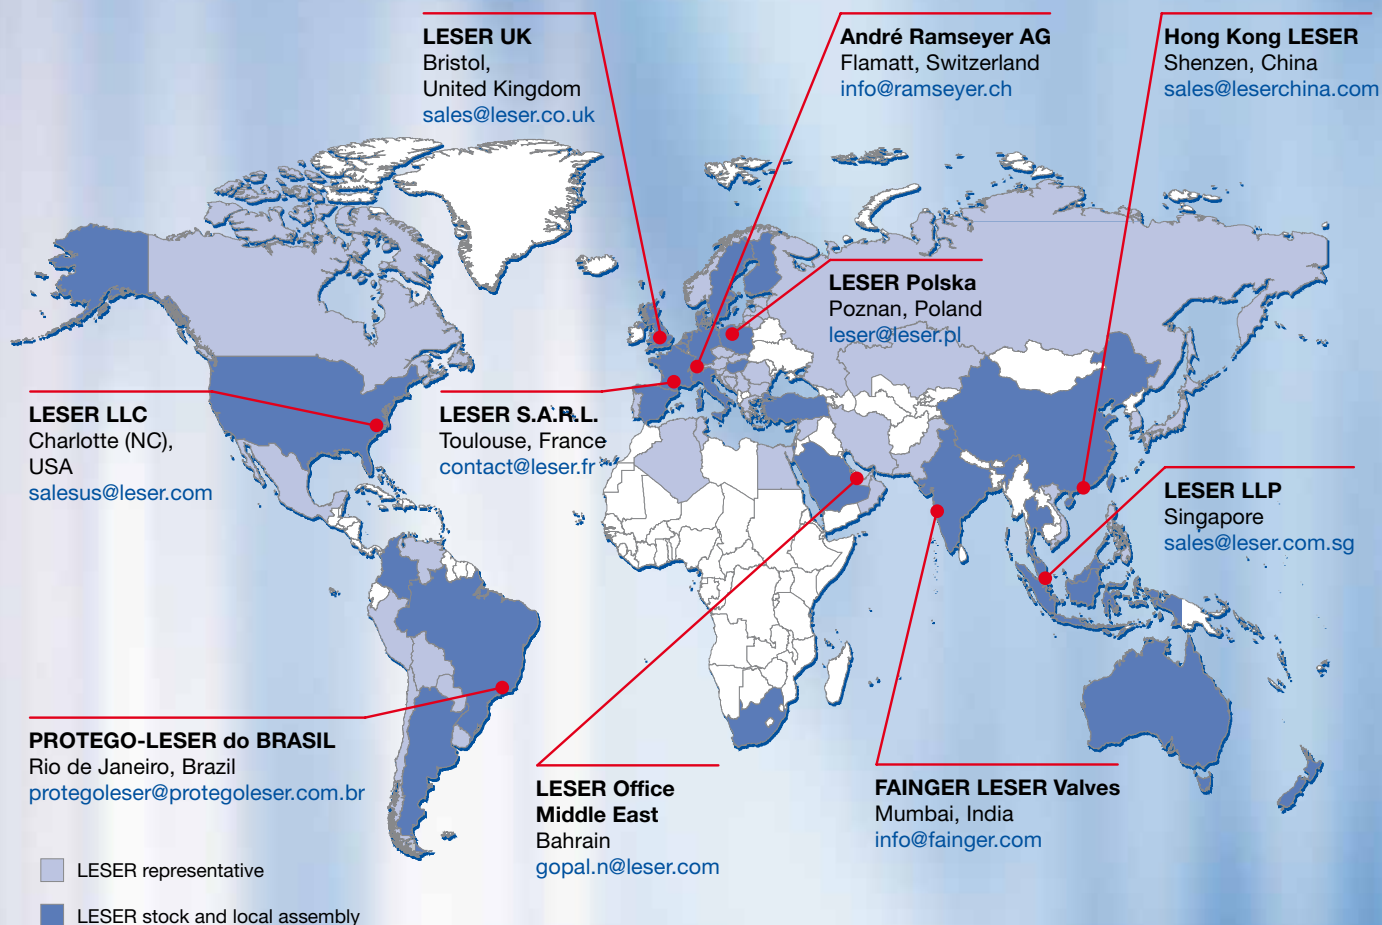 LESER UK
Bristol,
United Kingdom
sales@leser.co.uk
André Ramseyer AG
Flamatt, Switzerland
info@ramseyer.ch
Hong Kong LESER
Shenzen, China
sales@leserchina.com
LESER Polska
Poznan, Poland
leser@leser.pl
LESER LLC
Charlotte (NC),
USA
salesus@leser.com
LESER S.A.R.L.
Toulouse, France
contact@leser.fr
LESER LLP
Singapore
sales@leser.com.sg
PROTEGO-LESER do BRASIL
Rio de Janeiro, Brazil
protegoleser@protegoleser.com.br
LESER Office
Middle East
Bahrain
gopal.n@leser.com
FAINGER LESER Valves
Mumbai, India
info@fainger.com
LESER representative
LESER stock and local assembly